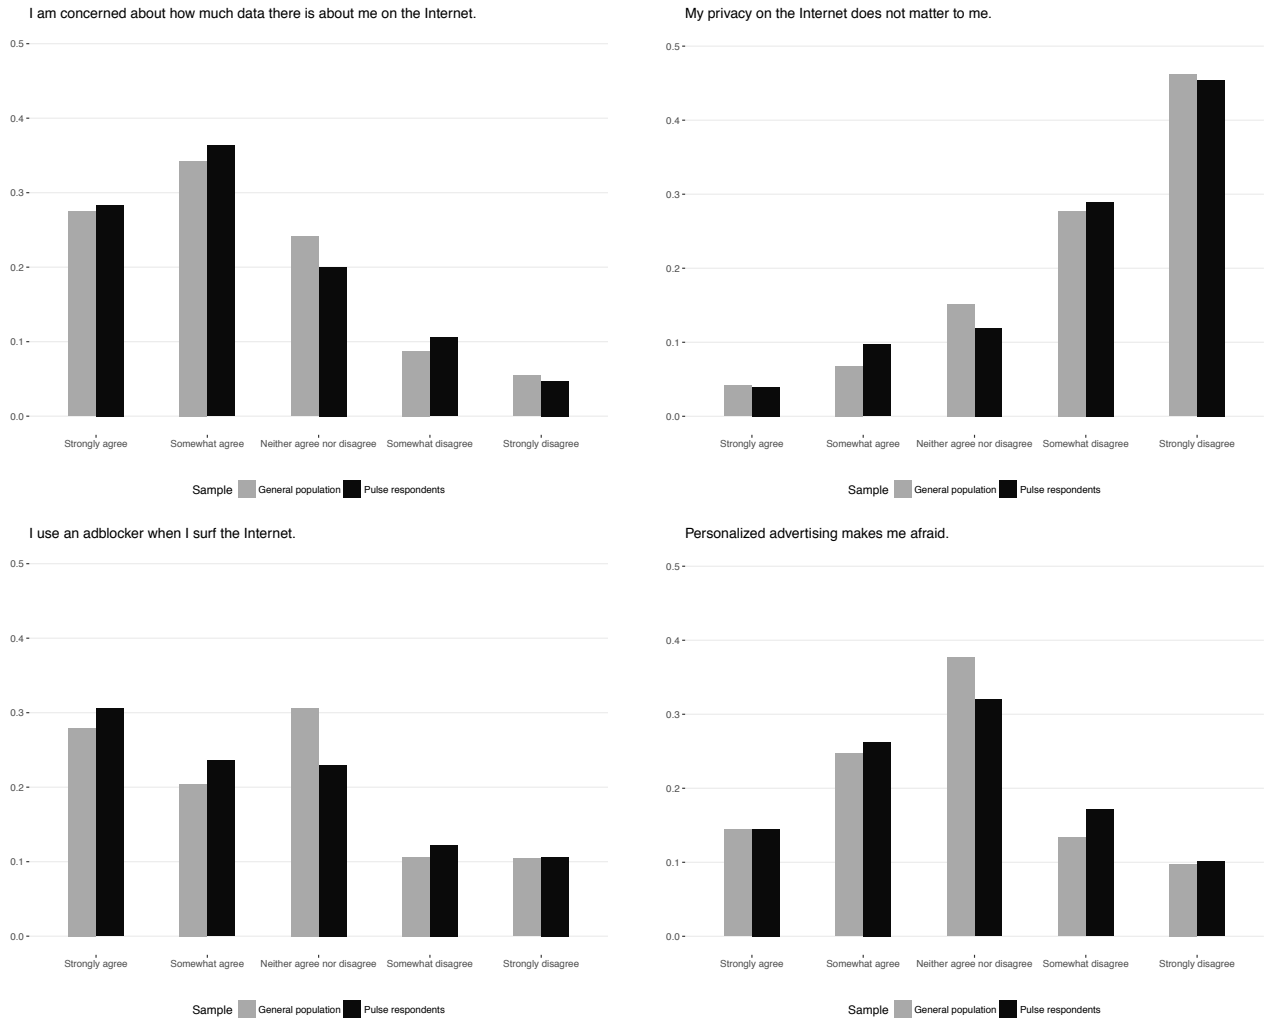 I am concerned about how much data there is about me on the Internet.
0.5
0.4
0.3
0.2
0.1
0.0
Strongly agree Somewhat agree Neither agree nor disagree Somewhat disagree Strongly disagree
Sample General population Pulse respondents
My privacy on the Internet does not matter to me.
0.5
0.4
0.3
0.2
0.1
0.0
Strongly agree Somewhat agree Neither agree nor disagree Somewhat disagree Strongly disagree
Sample General population Pulse respondents
I use an adblocker when I surf the Internet.
0.5
0.4
0.3
0.2
0.1
0.0
Strongly agree Somewhat agree Neither agree nor disagree Somewhat disagree Strongly disagree
Sample General population Pulse respondents
Personalized advertising makes me afraid.
0.5
0.4
0.3
0.2
0.1
0.0
Strongly agree Somewhat agree Neither agree nor disagree Somewhat disagree Strongly disagree
Sample General population Pulse respondents